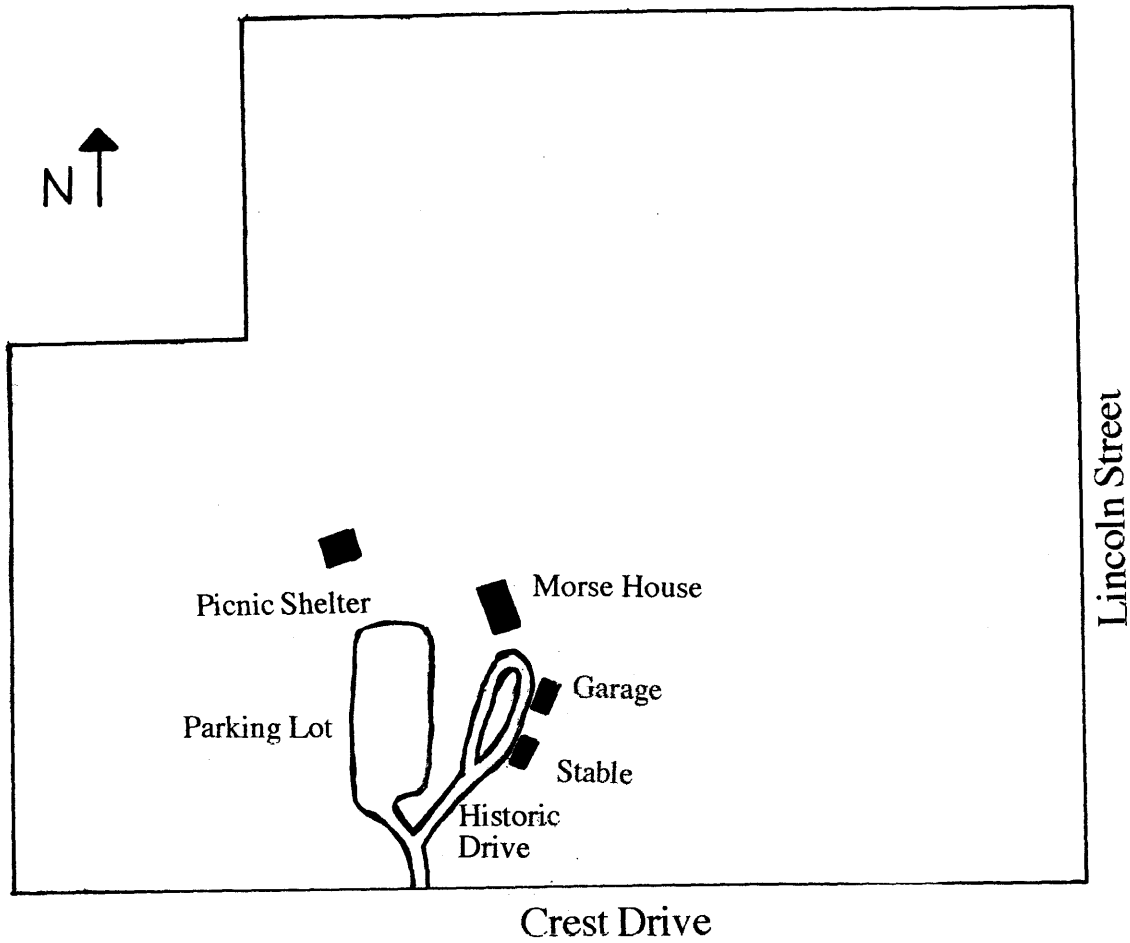 N
Picnic Shelter
Morse House
Garage
Parking Lot
Stable
Historic
Drive
Lincoln Street
Crest Drive